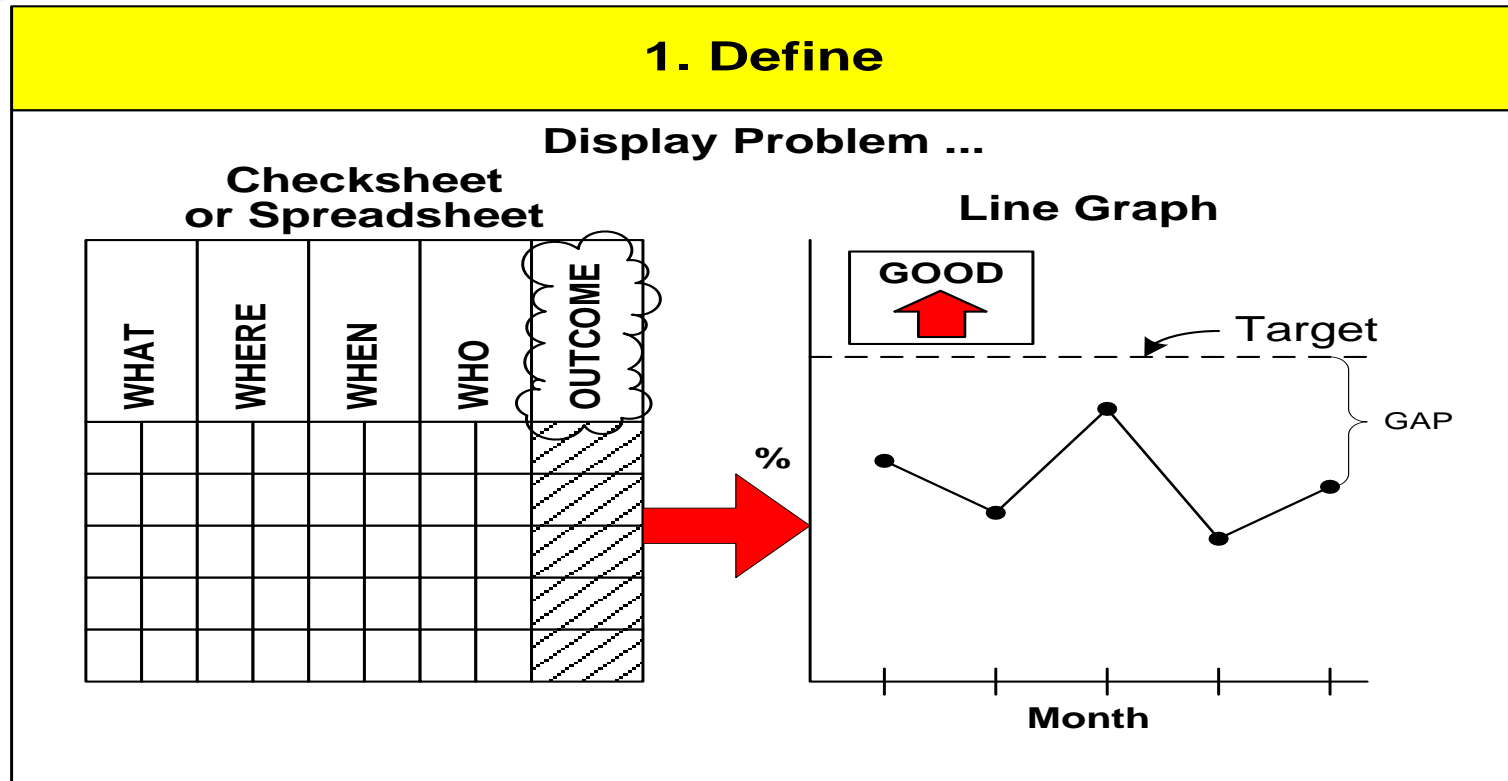 1. Define
Display Problem ...
Checksheet
or Spreadsheet
WHAT
WHERE
WHEN
WHO
OUTCOME
Line Graph
GOOD
Target
GAP
%
Month